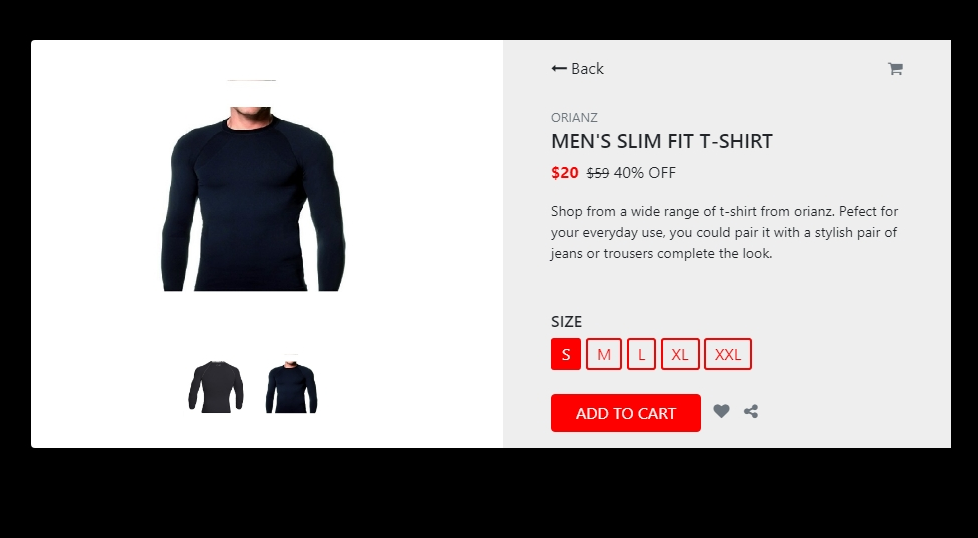 Back
ORIANZ
MEN'S SLIM FIT T-SHIRT
$20 $59 40% OFF
Shop from a wide range of t-shirt from orianz. Pefect for
your everyday use, you could pair it with a stylish pair of
jeans or trousers complete the look.
SIZE
S M L XL XXL
ADD TO CART